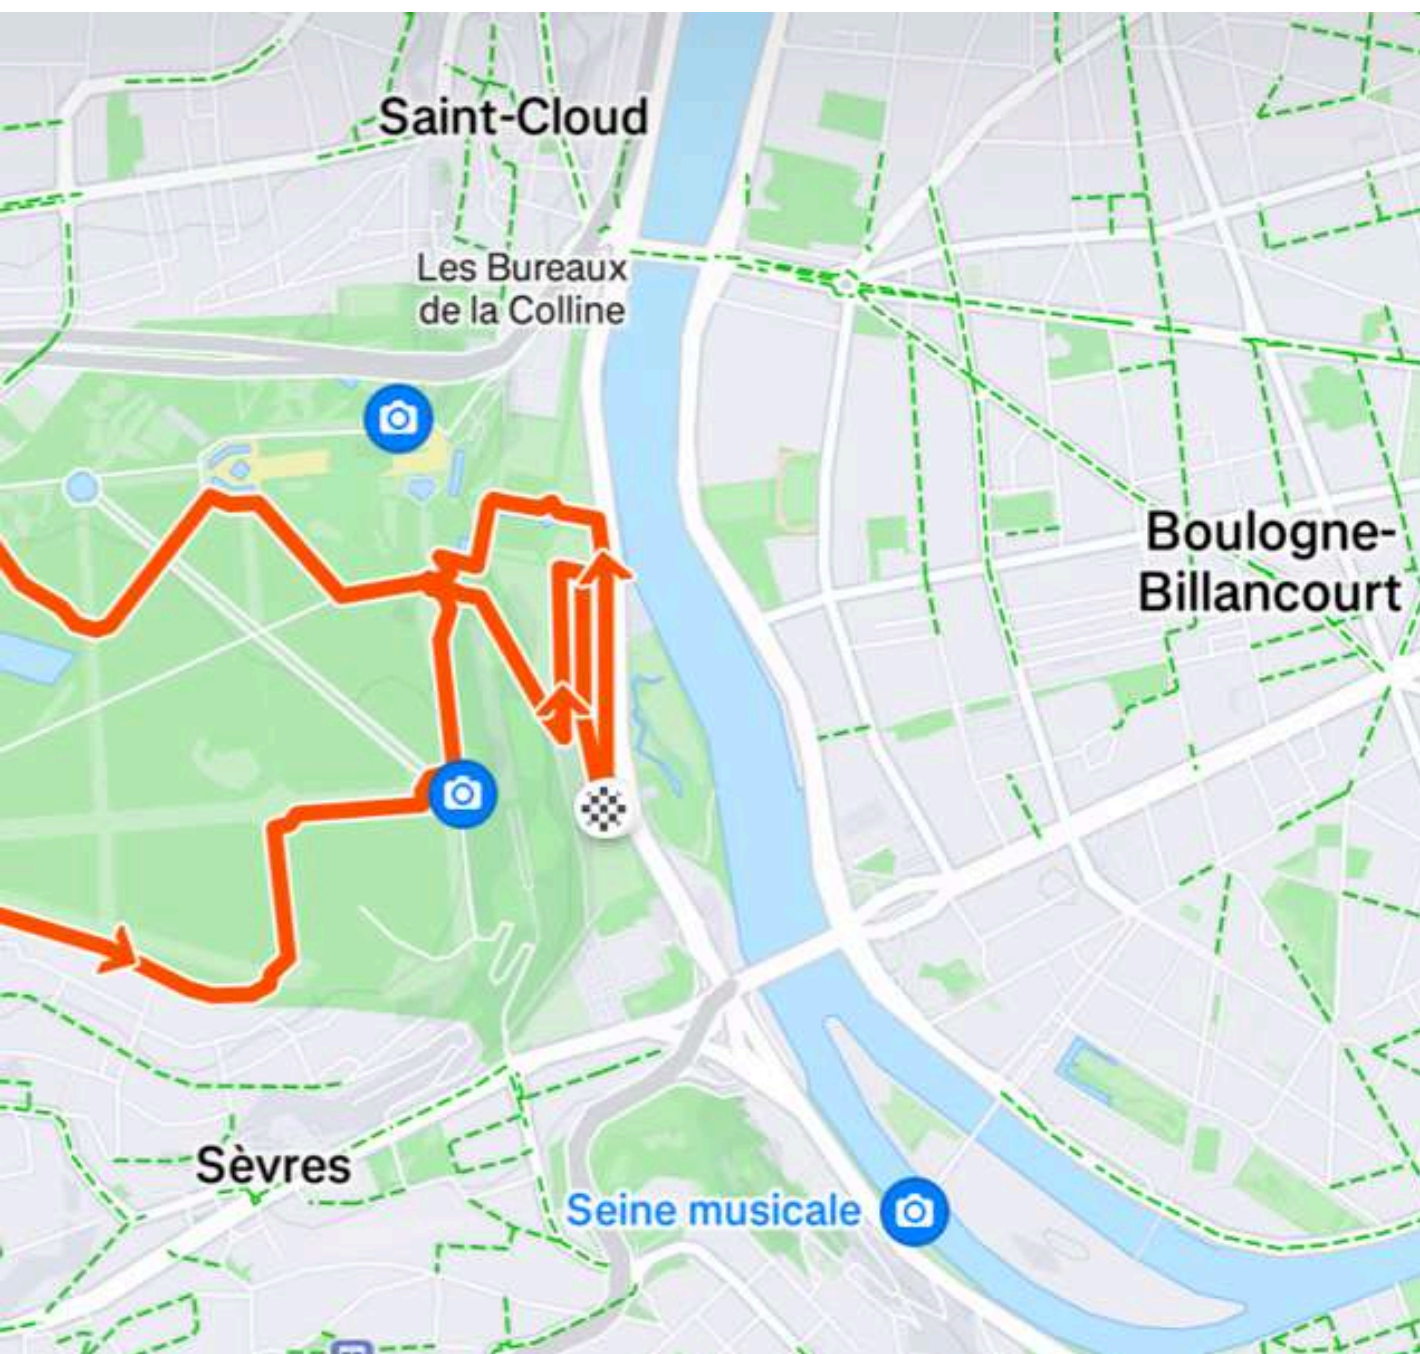 Saint-Cloud
Les Bureaux
de la Colline
Boulogne-
Billancourt
Sèvres
Seine musicale